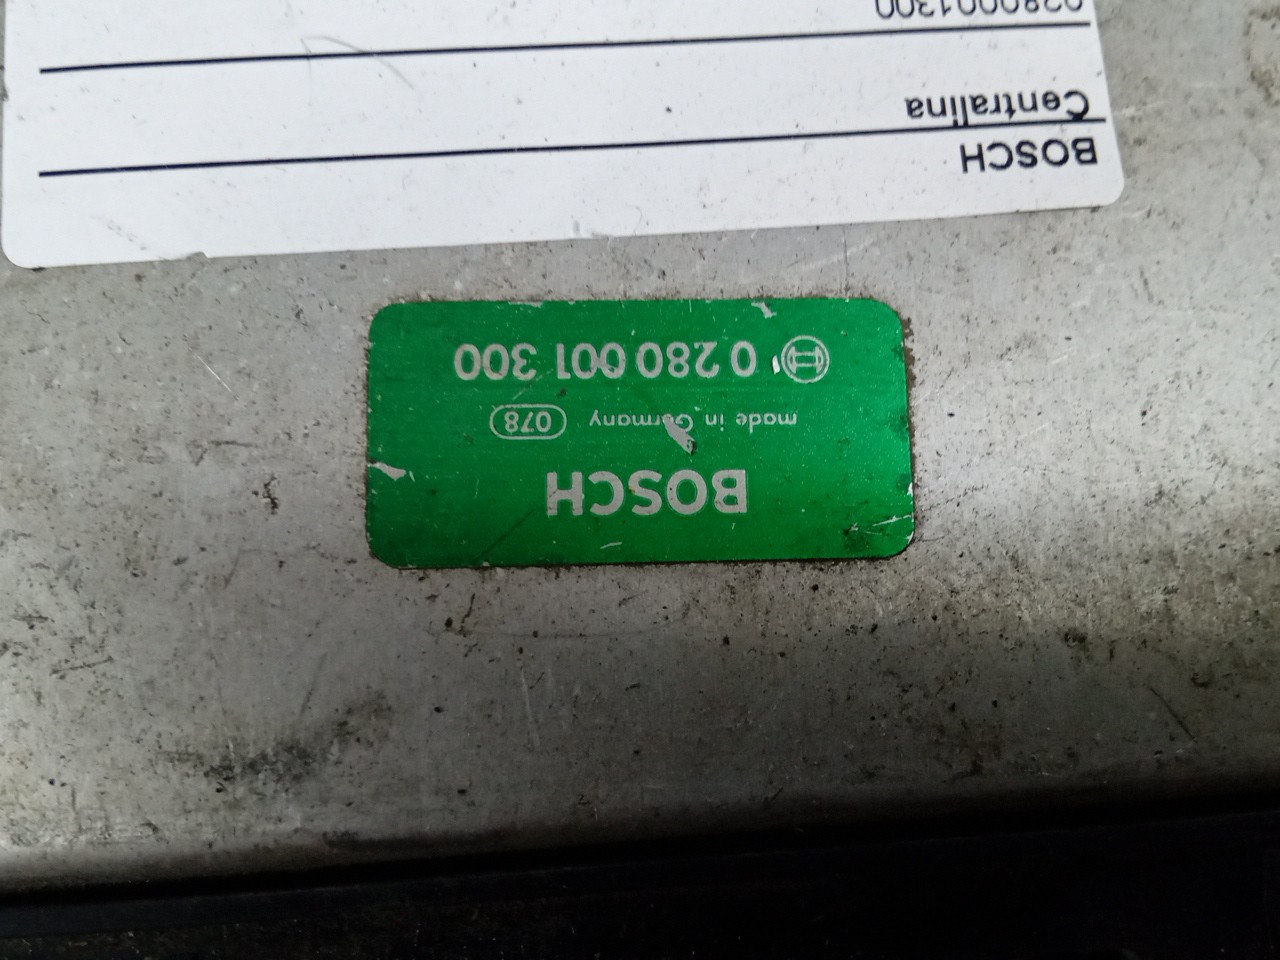 BOSCH
made in Germany 078
0 280 001 300
BOSCH
Centralina
0280001300